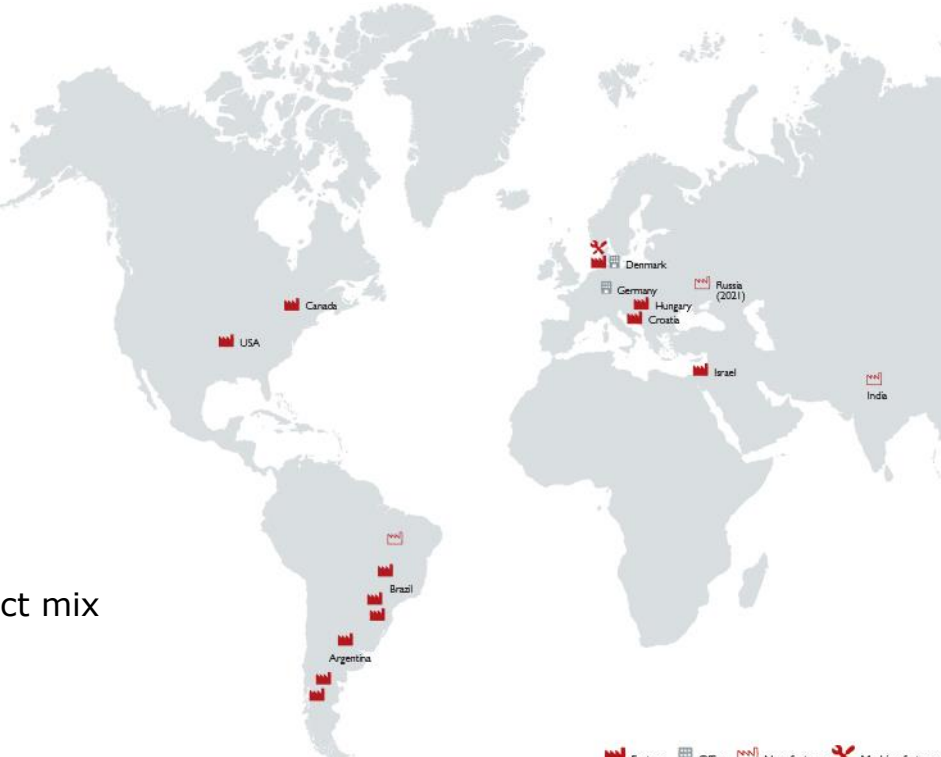 Denmark
Germany
Russia
(2021)
Hungary
Croatia
Canada
USA
Israel
India
Brazil
ct mix
Argentina